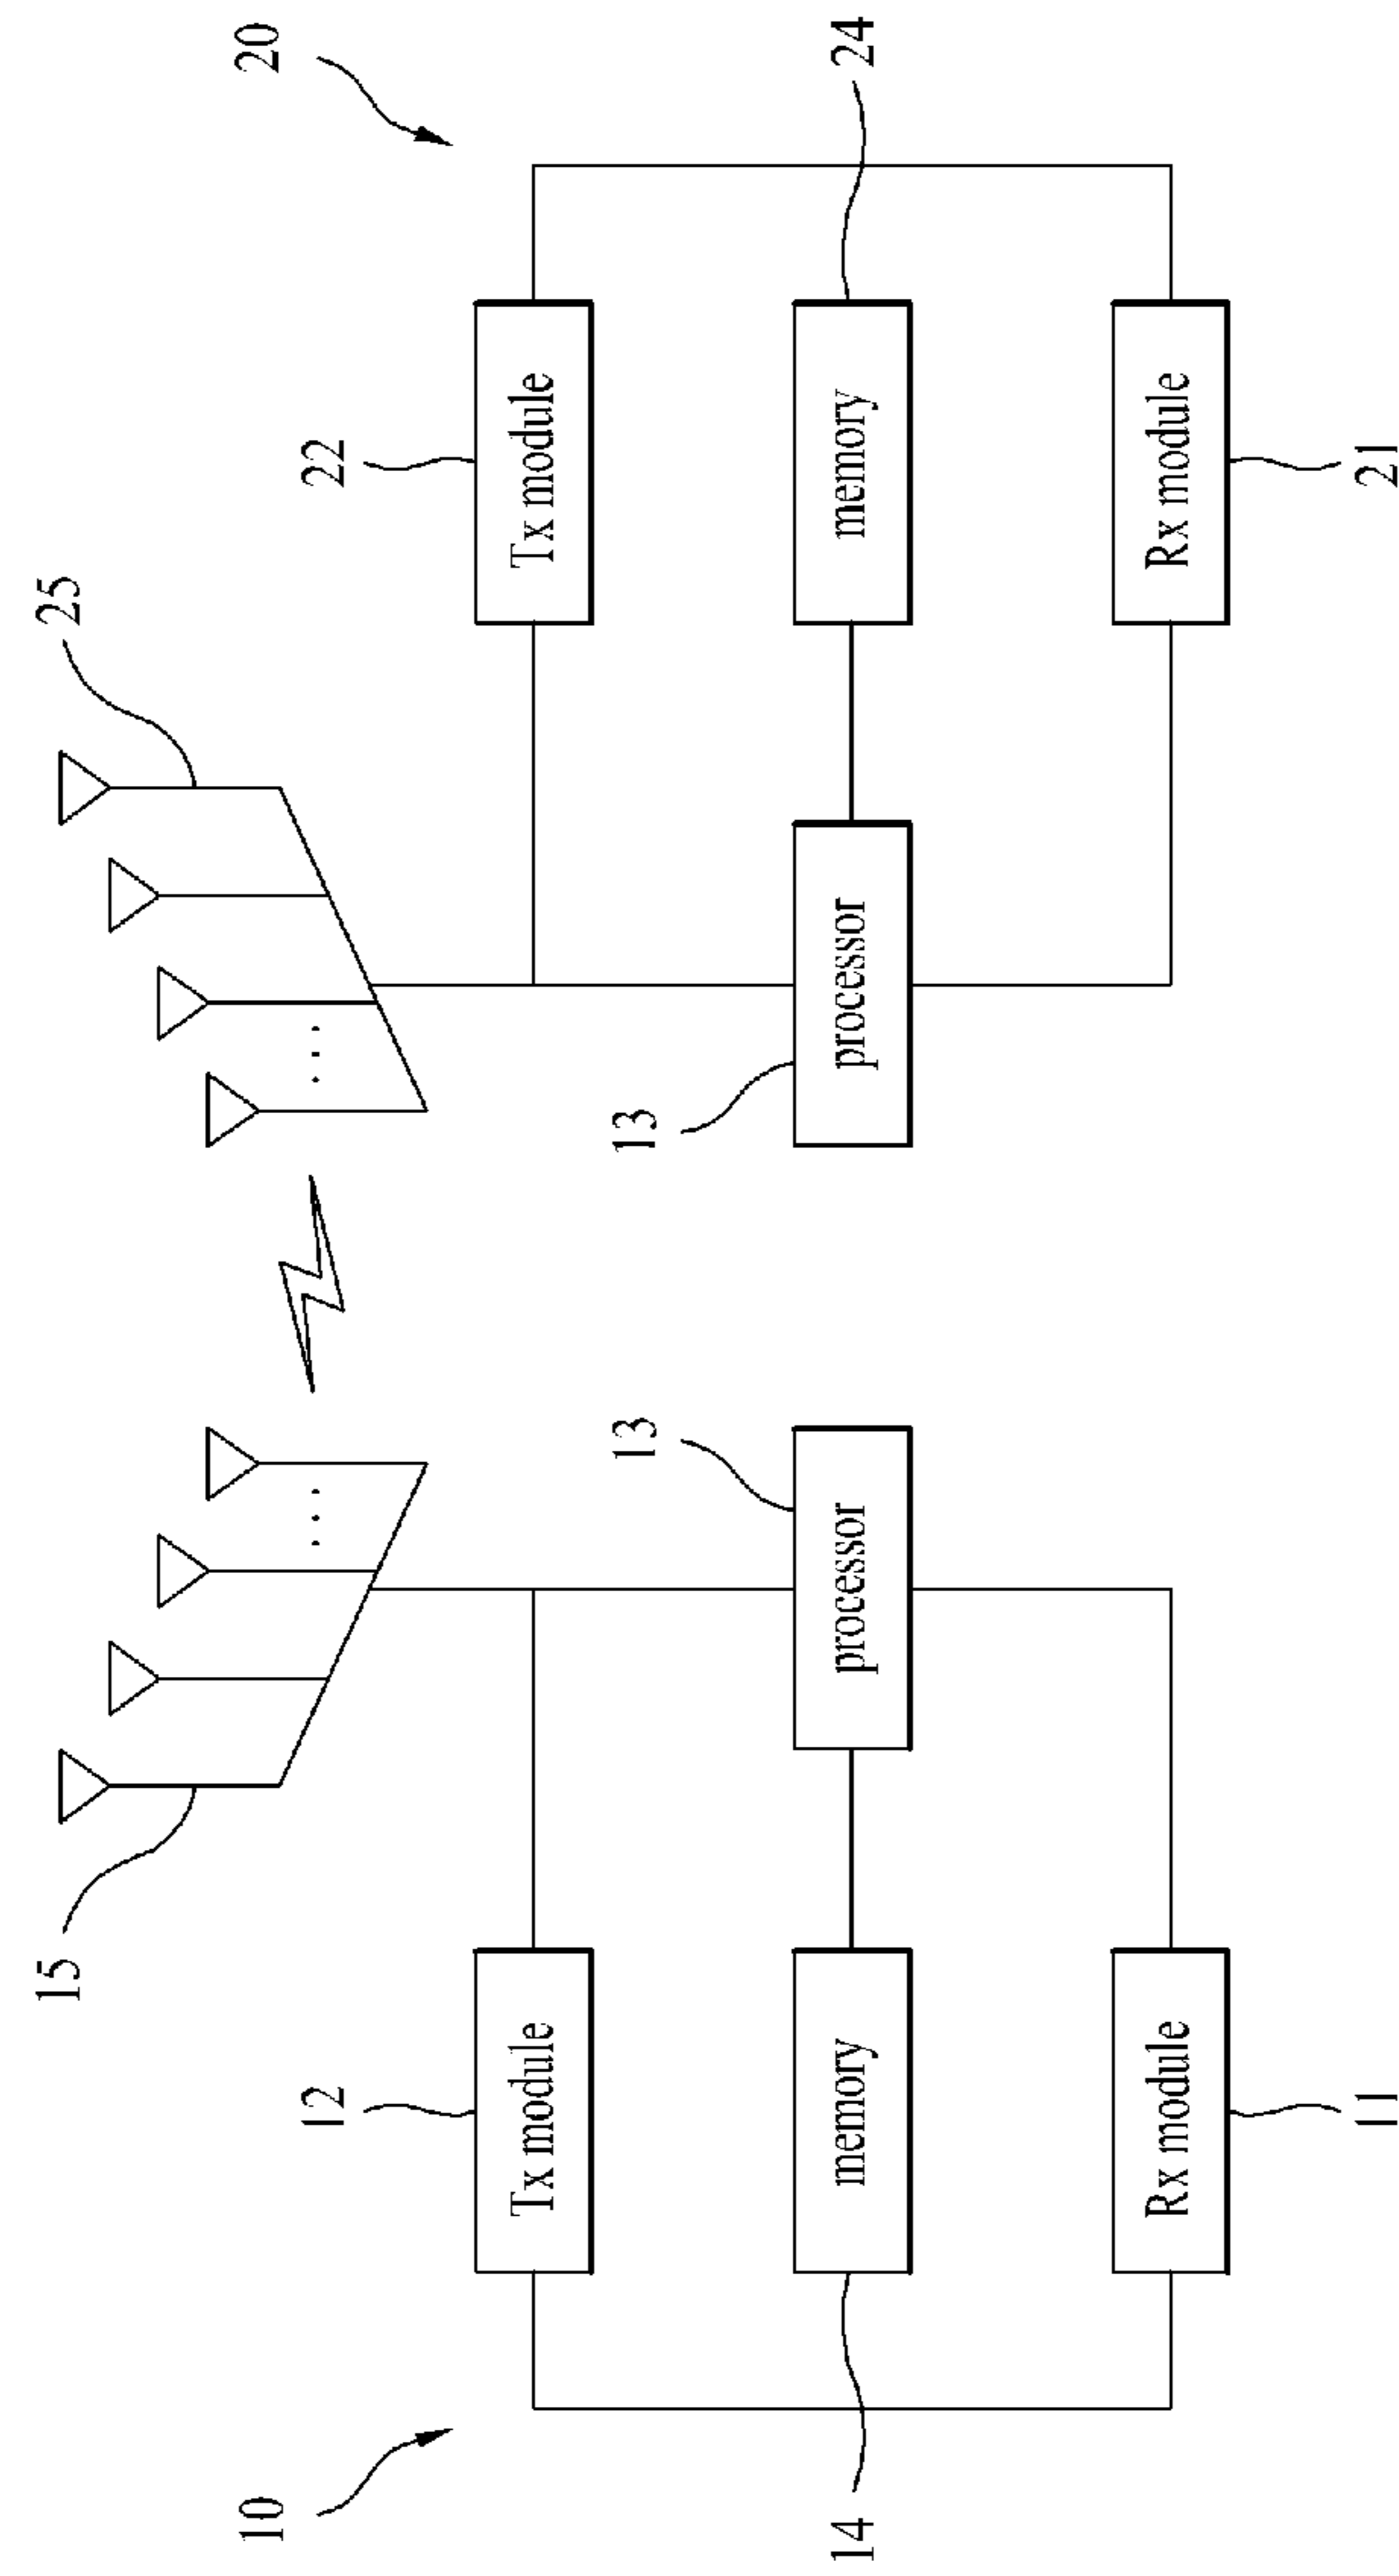 15
25
10
20
12
Tx module
22
Tx module
13
13
14
memory
processor
processor
memory
24
Rx module
11
Rx module
21